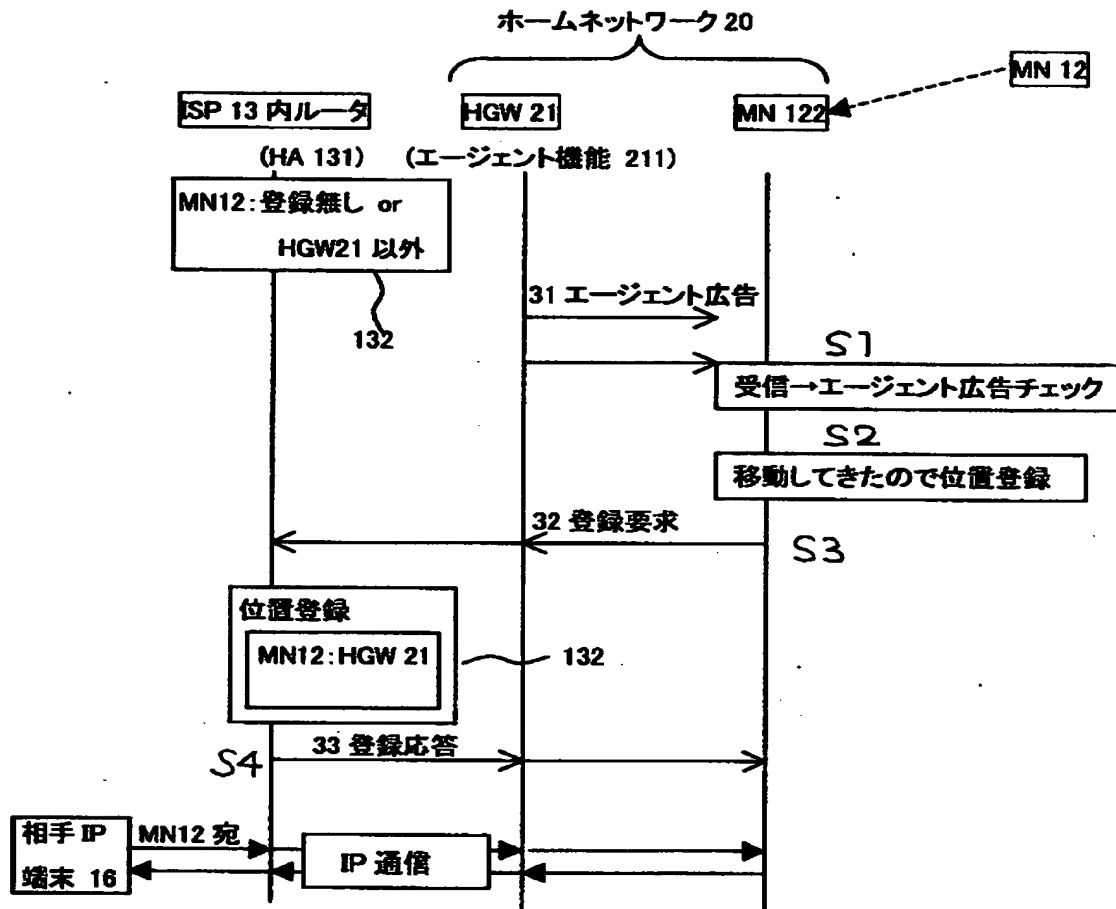 ホームネットワーク 20
MN 12
ISP 13 内ルータ
HGW 21
MN 122
(HA 131)
(エージェント機能 211)
MN12:登録無し or
HGW21 以外
132
31 エージェント広告
S1
受信→エージェント広告チェック
S2
移動してきたので位置登録
32 登録要求
S3
位置登録
MN12:HGW 21
132
33 登録応答
S4
相手 IP
端末 16
MN12 宛
IP 通信